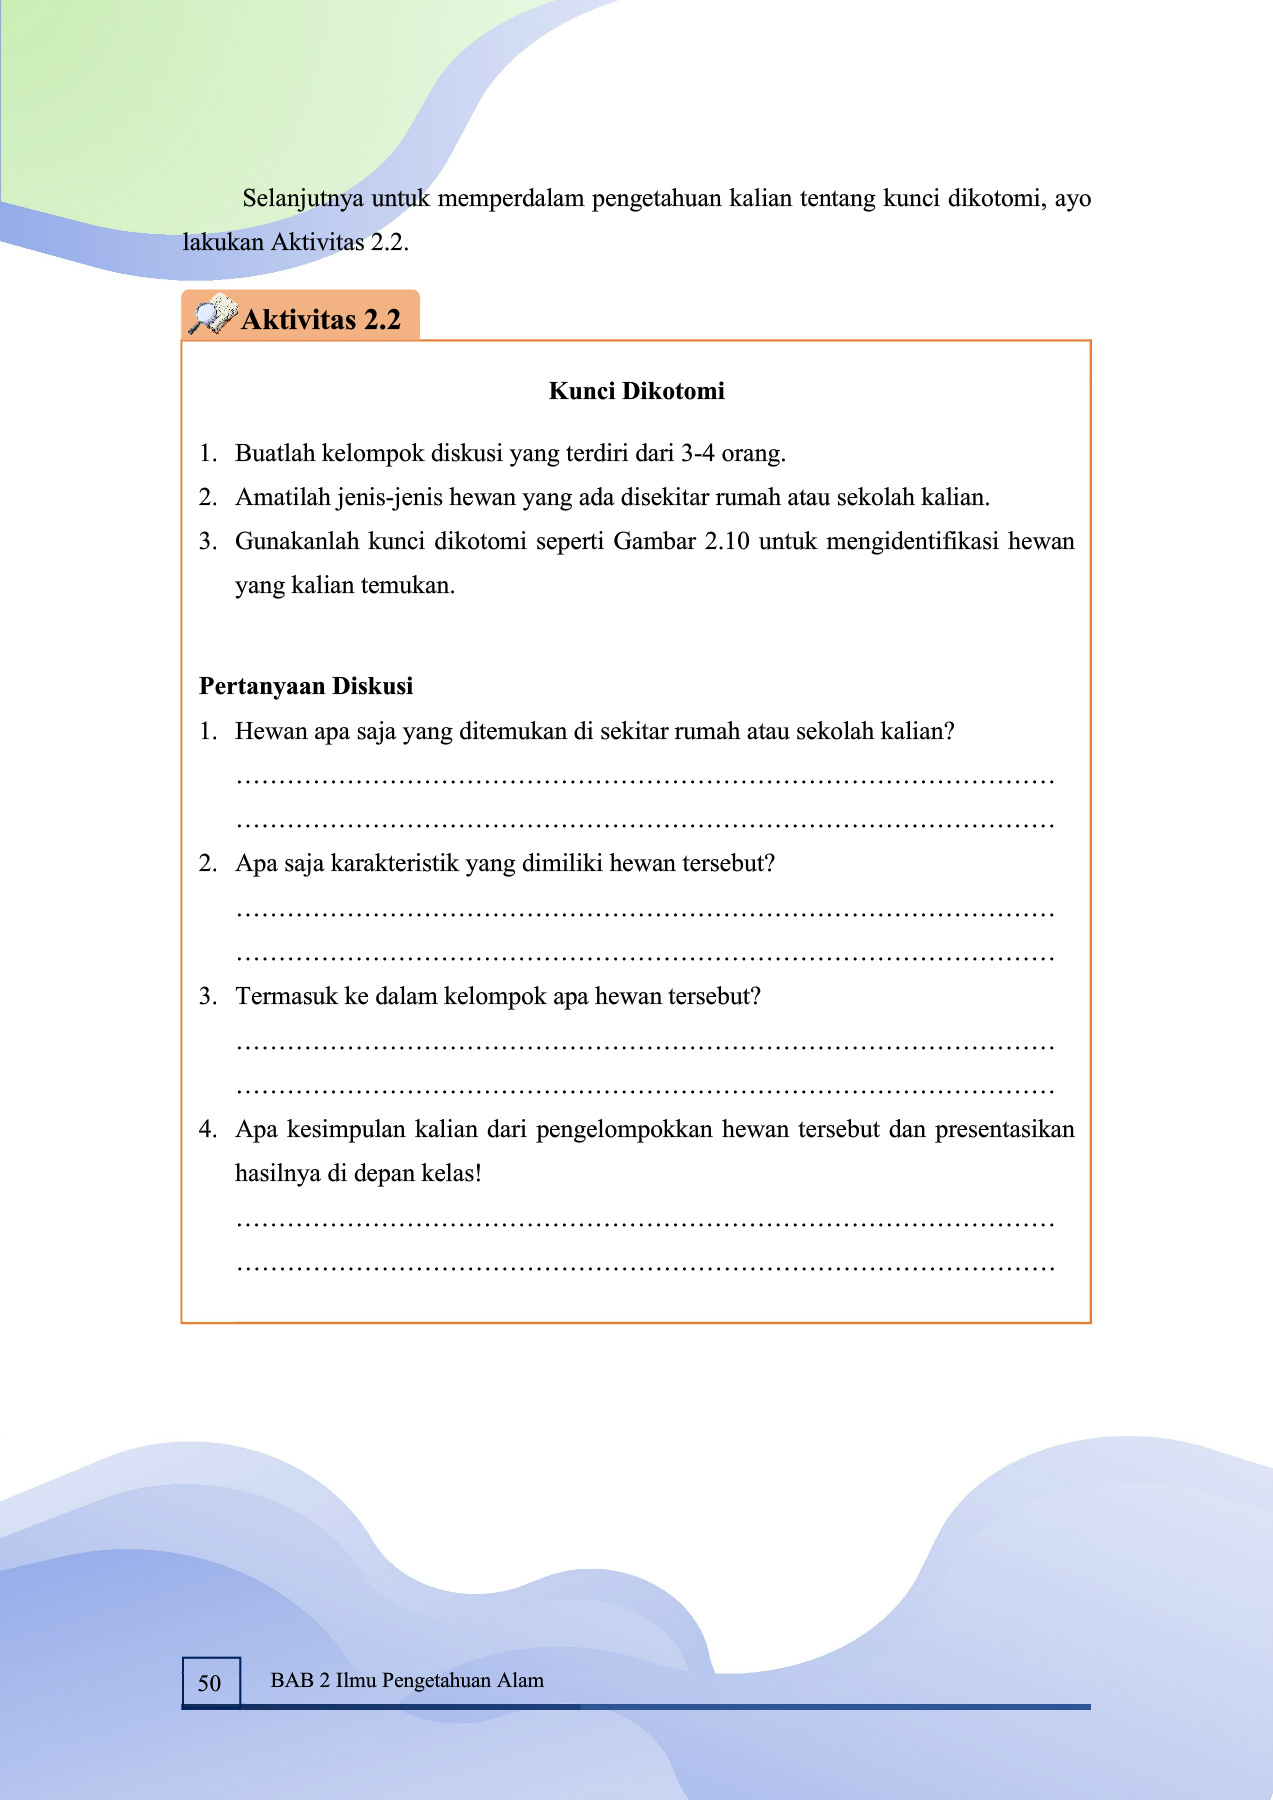 Selanjutnya untuk memperdalam pengetahuan kalian tentang kunci dikotomi, ayo
lakukan Aktivitas 2.2.
Aktivitas 2.2
Kunci Dikotomi
1. Buatlah kelompok diskusi yang terdiri dari 3-4 orang.
2. Amatilah jenis-jenis hewan yang ada disekitar rumah atau sekolah kalian.
3. Gunakanlah kunci dikotomi seperti Gambar 2.10 untuk mengidentifikasi hewan
yang kalian temukan.
Pertanyaan Diskusi
1. Hewan apa saja yang ditemukan di sekitar rumah atau sekolah kalian?
……………………………………………………………………………………
……………………………………………………………………………………
2. Apa saja karakteristik yang dimiliki hewan tersebut?
……………………………………………………………………………………
……………………………………………………………………………………
3. Termasuk ke dalam kelompok apa hewan tersebut?
……………………………………………………………………………………
……………………………………………………………………………………
4. Apa kesimpulan kalian dari pengelompokkan hewan tersebut dan presentasikan
hasilnya di depan kelas!
……………………………………………………………………………………
……………………………………………………………………………………
50 BAB 2 Ilmu Pengetahuan Alam